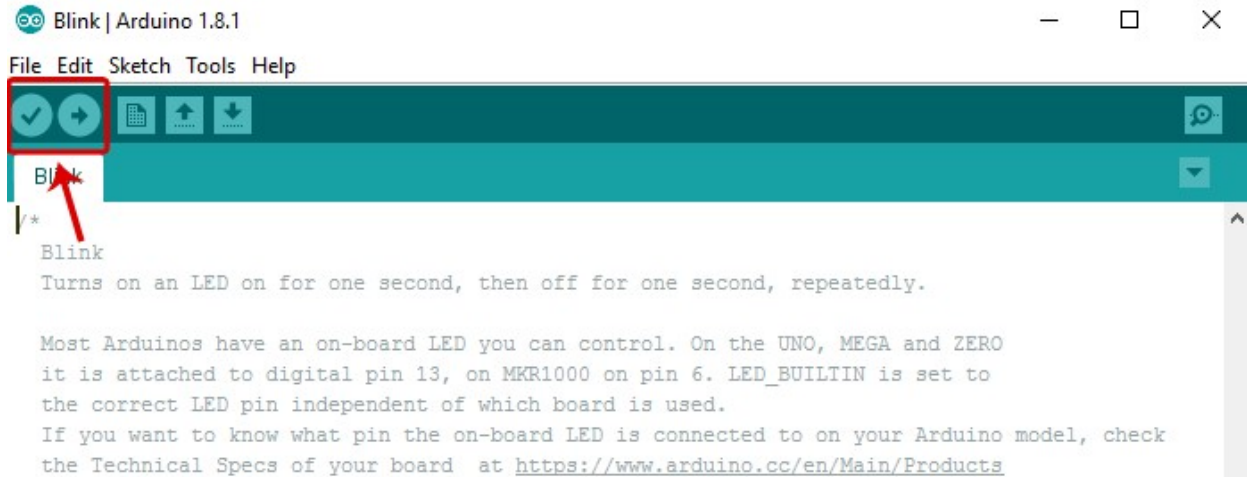 Blink | Arduino 1.8.1
File Edit Sketch Tools Help
Blink
/*
Blink
Turns on an LED on for one second, then off for one second, repeatedly.
Most Arduinos have an on-board LED you can control. On the UNO, MEGA and ZERO
it is attached to digital pin 13, on MKR1000 on pin 6. LED_BUILTIN is set to
the correct LED pin independent of which board is used.
If you want to know what pin the on-board LED is connected to on your Arduino model, check
the Technical Specs of your board  at https://www.arduino.cc/en/Main/Products